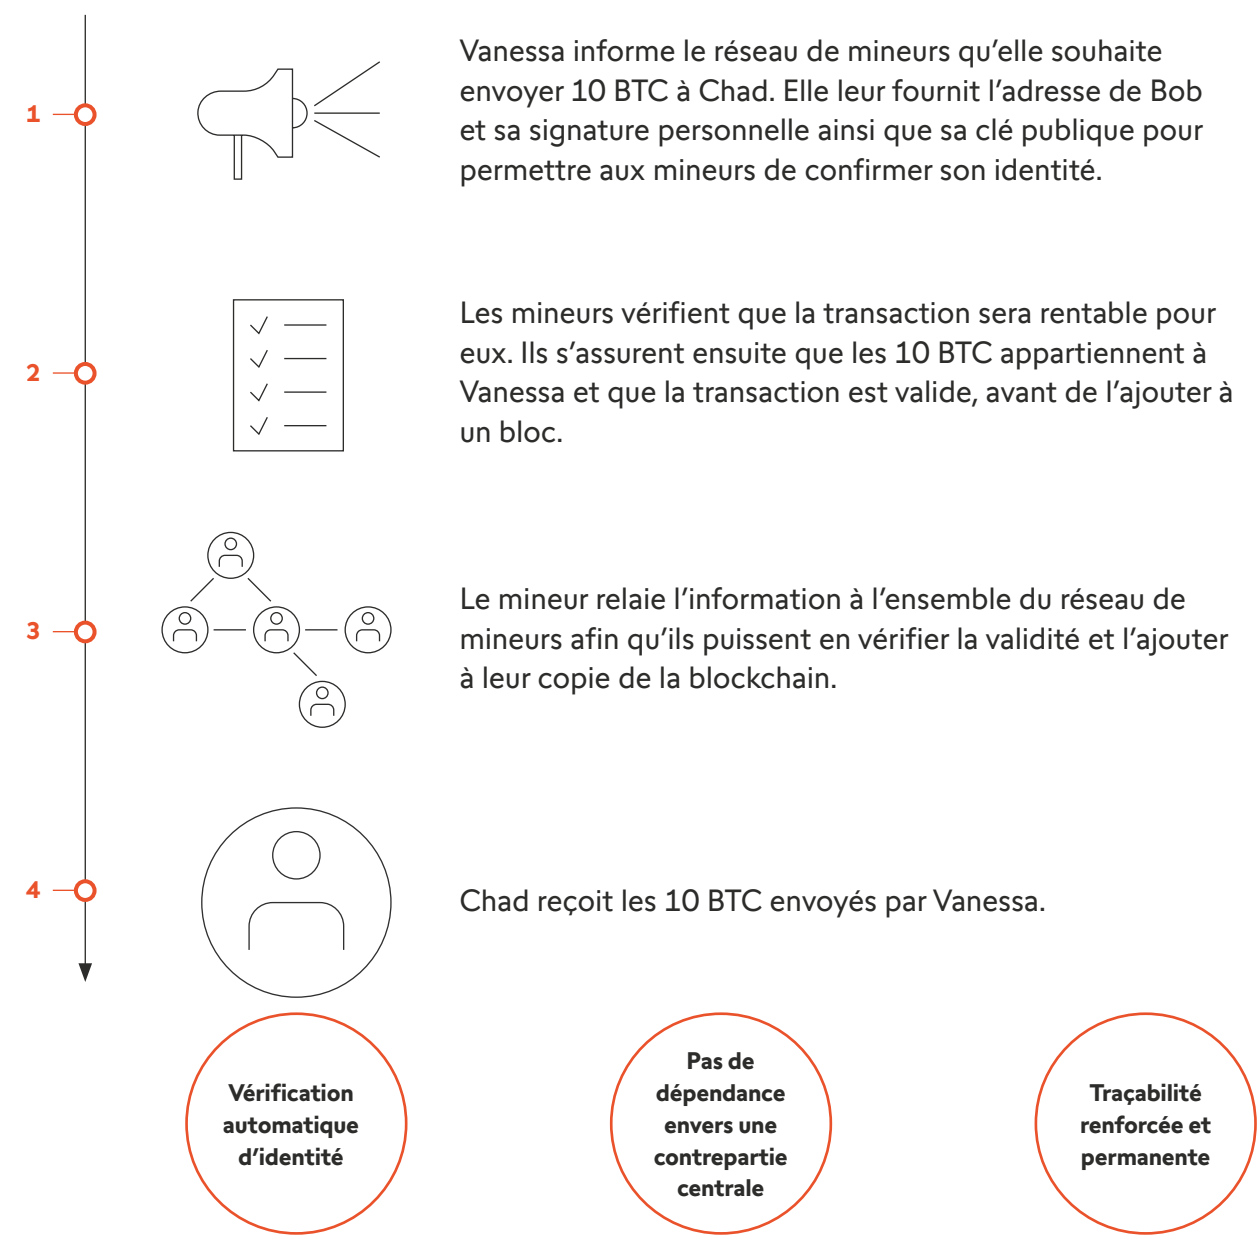 1
Vanessa informe le réseau de mineurs qu’elle souhaite
envoyer 10 BTC à Chad. Elle leur fournit l’adresse de Bob
et sa signature personnelle ainsi que sa clé publique pour
permettre aux mineurs de confirmer son identité.
2
Les mineurs vérifient que la transaction sera rentable pour
eux. Ils s’assurent ensuite que les 10 BTC appartiennent à
Vanessa et que la transaction est valide, avant de l’ajouter à
un bloc.
3
Le mineur relaie l’information à l’ensemble du réseau de
mineurs afin qu’ils puissent en vérifier la validité et l’ajouter
à leur copie de la blockchain.
4
Chad reçoit les 10 BTC envoyés par Vanessa.
Vérification
automatique
d’identité
Pas de
dépendance
envers une
contrepartie
centrale
Traçabilité
renforcée et
permanente